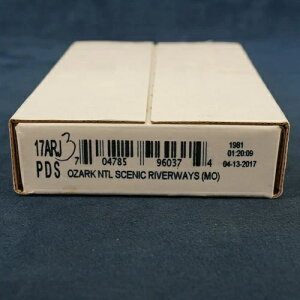 17ARJ 3
7 04785 96037 4
1981
01:20:09
04-13-2017
PDS OZARK NTL SCENIC RIVERWAYS (MO)